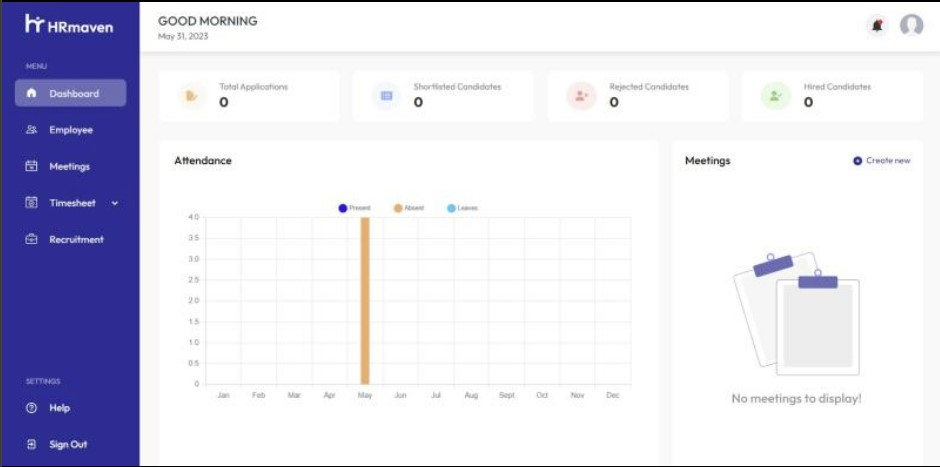 HRmaven
MENU
Dashboard
Employee
Meetings
Timesheet
Recruitment
SETTINGS
Help
Sign Out
GOOD MORNING
May 31, 2023
Total Applications
0
Shortlisted Candidates
0
Rejected Candidates
0
Hired Candidates
0
Attendance
Present Absent Leaves
4.0
3.5
3.0
2.5
2.0
1.5
1.0
0.5
0
Jan Feb Mar Apr May Jun Jul Aug Sept Oct Nov Dec
Meetings
Create new
No meetings to display!